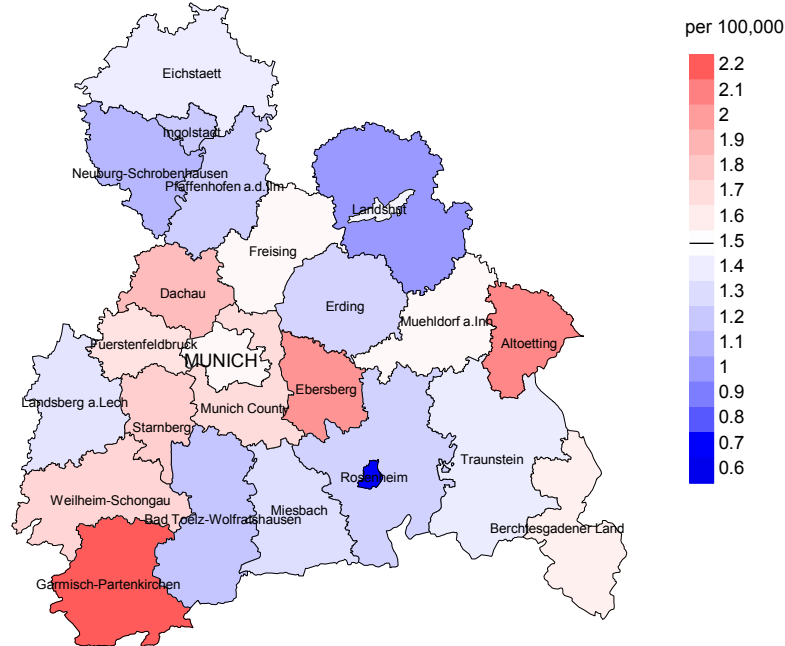 per 100,000
2.2
2.1
2
1.9
1.8
1.7
1.6
1.5
1.4
1.3
1.2
1.1
1
0.9
0.8
0.7
0.6
Eichstaett
Ingolstadt
Neuburg-Schrobenhausen
Pfaffenhofen a.d.Ilm
Landshut
Freising
Dachau
Erding
Muehldorf a.Inn
Altoetting
Fuerstenfeldbruck
MUNICH
Ebersberg
Landsberg a.Lech
Munich County
Starnberg
Traunstein
Rosenheim
Weilheim-Schongau
Miesbach
Bad Toelz-Wolfratshausen
Berchtesgadener Land
Garmisch-Partenkirchen